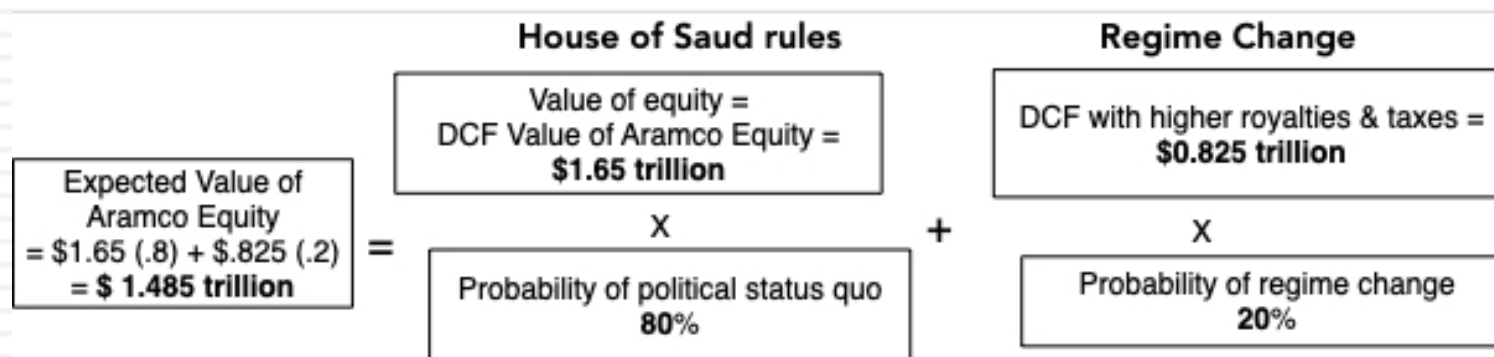 House of Saud rules
Regime Change
Value of equity =
DCF Value of Aramco Equity =
$1.65 trillion
DCF with higher royalties & taxes =
$0.825 trillion
Expected Value of
Aramco Equity
= $1.65 (.8) + $.825 (.2)
= $ 1.485 trillion
=
X
+
X
Probability of political status quo
80%
Probability of regime change
20%